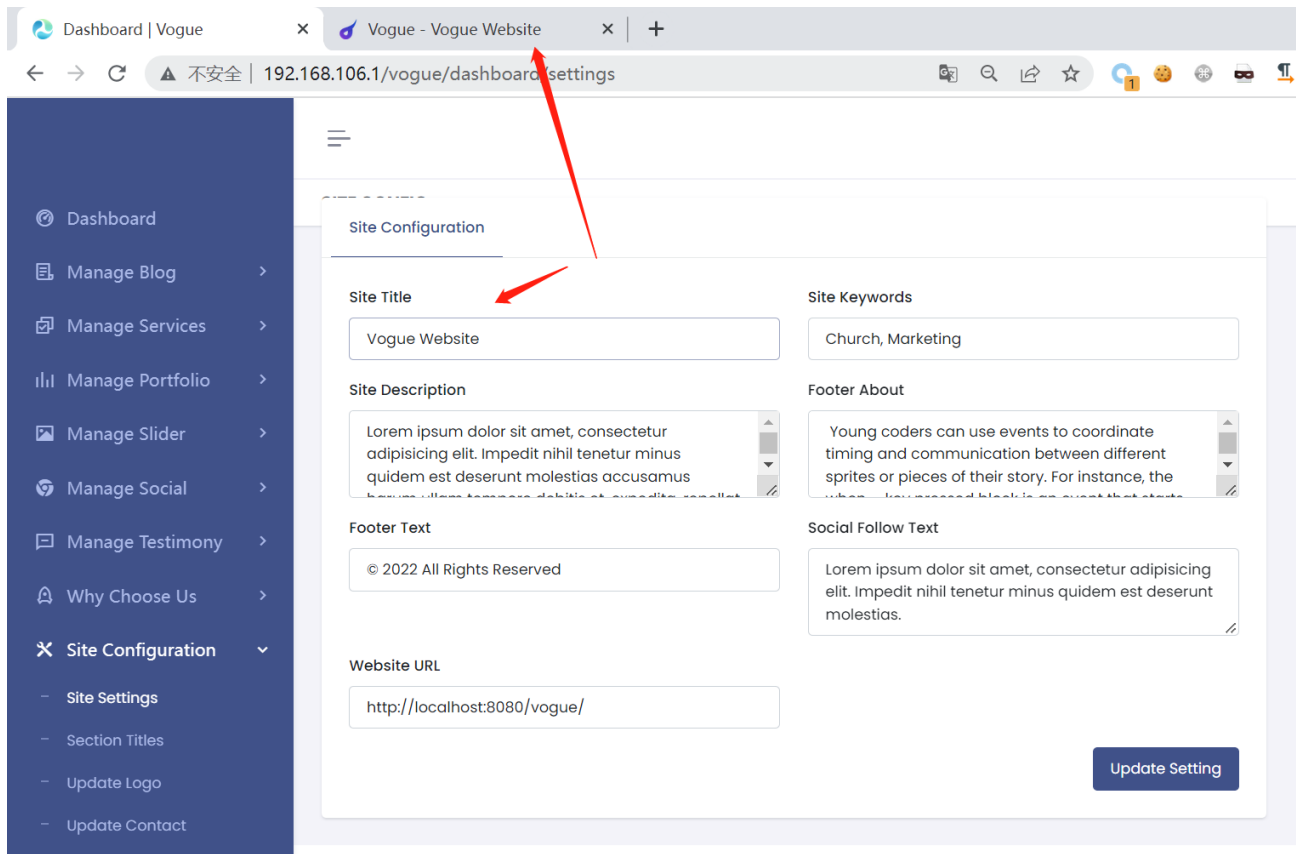 Dashboard | Vogue
Vogue - Vogue Website
不安全 192.168.106.1/vogue/dashboard/settings
1
Dashboard
Manage Blog
Manage Services
Manage Portfolio
Manage Slider
Manage Social
Manage Testimony
Why Choose Us
Site Configuration
Site Settings
Section Titles
Update Logo
Update Contact
Site Configuration
Site Title
Vogue Website
Site Keywords
Church, Marketing
Site Description
Lorem ipsum dolor sit amet, consectetur
adipisicing elit. Impedit nihil tenetur minus
quidem est deserunt molestias accusamus
Footer About
Young coders can use events to coordinate
timing and communication between different
sprites or pieces of their story. For instance, the
Footer Text
© 2022 All Rights Reserved
Social Follow Text
Lorem ipsum dolor sit amet, consectetur adipisicing
elit. Impedit nihil tenetur minus quidem est deserunt
molestias.
Website URL
http://localhost:8080/vogue/
Update Setting